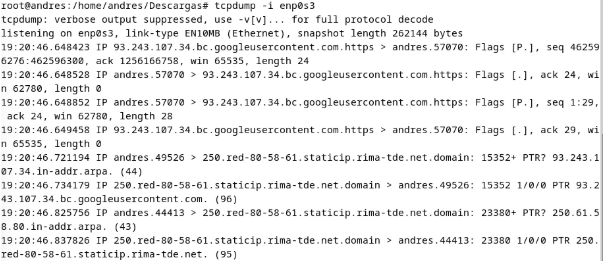 root@andres:/home/andres/Descargas# tcpdump -i enp0s3
tcpdump: verbose output suppressed, use -v[v]... for full protocol decode
listening on enp0s3, link-type EN10MB (Ethernet), snapshot length 262144 bytes
19:20:46.648423 IP 93.243.107.34.bc.googleusercontent.com.https > andres.57070: Flags [P.], seq 46259
6276:462596300, ack 1256166758, win 65535, length 24
19:20:46.648528 IP andres.57070 > 93.243.107.34.bc.googleusercontent.com.https: Flags [.], ack 24, wi
n 62780, length 0
19:20:46.648852 IP andres.57070 > 93.243.107.34.bc.googleusercontent.com.https: Flags [P.], seq 1:29,
 ack 24, win 62780, length 28
19:20:46.649458 IP 93.243.107.34.bc.googleusercontent.com.https > andres.57070: Flags [.], ack 29, wi
n 65535, length 0
19:20:46.721194 IP andres.49526 > 250.red-80-58-61.staticip.rima-tde.net.domain: 15352+ PTR? 93.243.1
07.34.in-addr.arpa. (44)
19:20:46.734179 IP 250.red-80-58-61.staticip.rima-tde.net.domain > andres.49526: 15352 1/0/0 PTR 93.2
43.107.34.bc.googleusercontent.com. (96)
19:20:46.825756 IP andres.44413 > 250.red-80-58-61.staticip.rima-tde.net.domain: 23380+ PTR? 250.61.5
8.80.in-addr.arpa. (43)
19:20:46.837826 IP 250.red-80-58-61.staticip.rima-tde.net.domain > andres.44413: 23380 1/0/0 PTR 250.
red-80-58-61.staticip.rima-tde.net. (95)